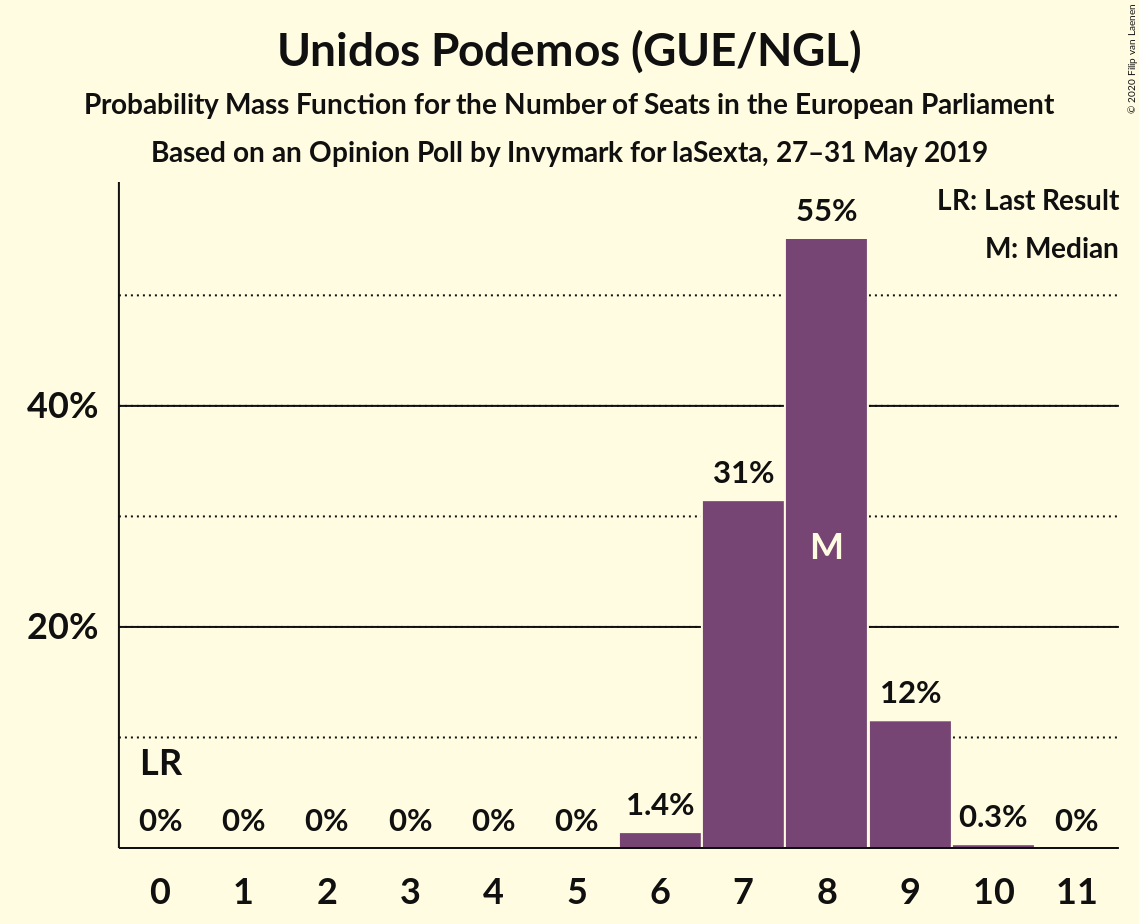 Unidos Podemos (GUE/NGL)
Probability Mass Function for the Number of Seats in the European Parliament
Based on an Opinion Poll by Invymark for laSexta, 27–31 May 2019
© 2020 Filip van Laenen
LR: Last Result
M: Median
55%
40%
31%
M
20%
12%
LR
0% 0% 0% 0% 0% 0% 1.4% 0.3% 0%
0 1 2 3 4 5 6 7 8 9 10 11